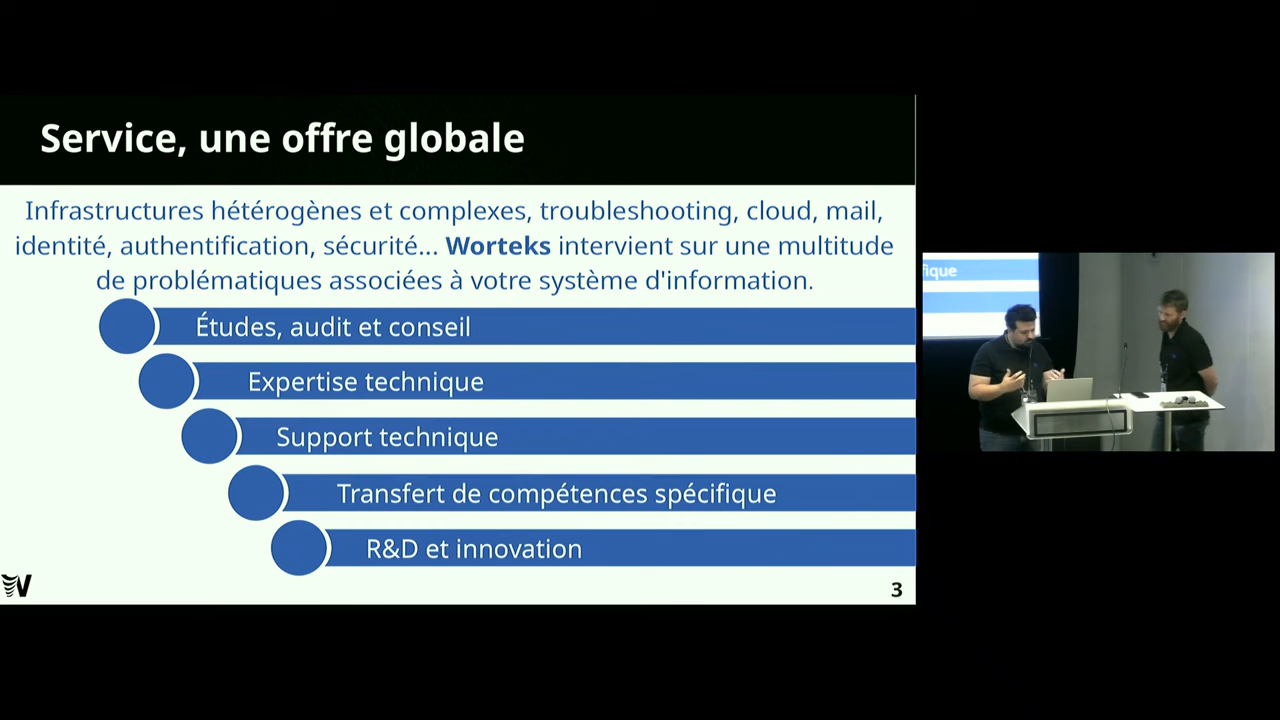 Service, une offre globale
Infrastructures hétérogènes et complexes, troubleshooting, cloud, mail,
identité, authentification, sécurité... Worteks intervient sur une multitude
de problématiques associées à votre système d'information.
Études, audit et conseil
Expertise technique
Support technique
Transfert de compétences spécifique
R&D et innovation
3
fique